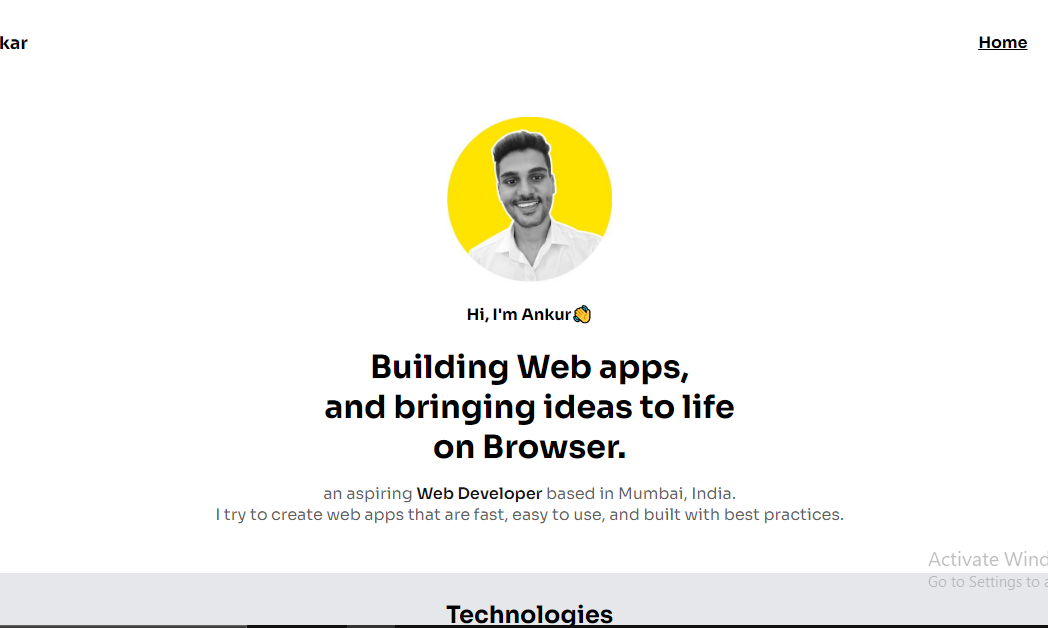 kar
Home
Hi, I'm Ankur👋
Building Web apps,
and bringing ideas to life
on Browser.
an aspiring Web Developer based in Mumbai, India.
I try to create web apps that are fast, easy to use, and built with best practices.
Activate Wind
Go to Settings to a
Technologies